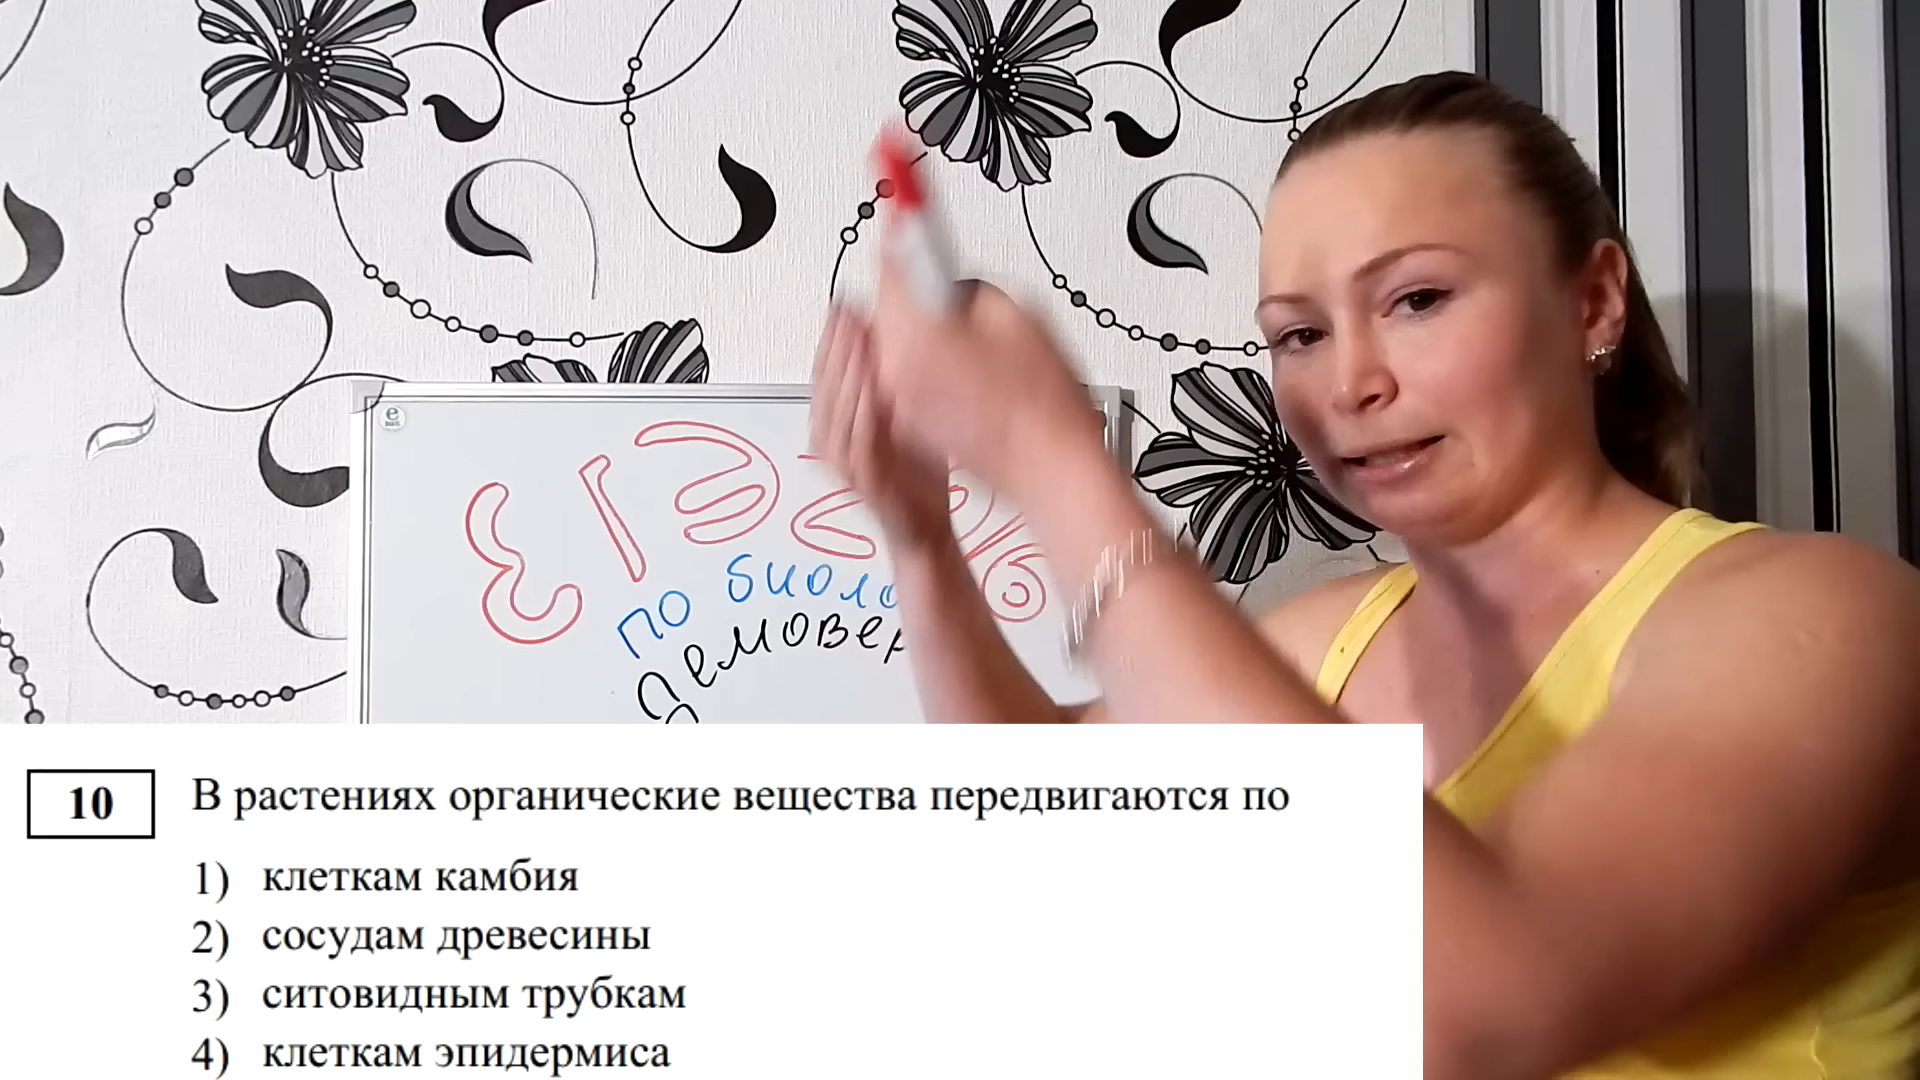 по биоло
демовер
10 В растениях органические вещества передвигаются по
1) клеткам камбия
2) сосудам древесины
3) ситовидным трубкам
4) клеткам эпидермиса